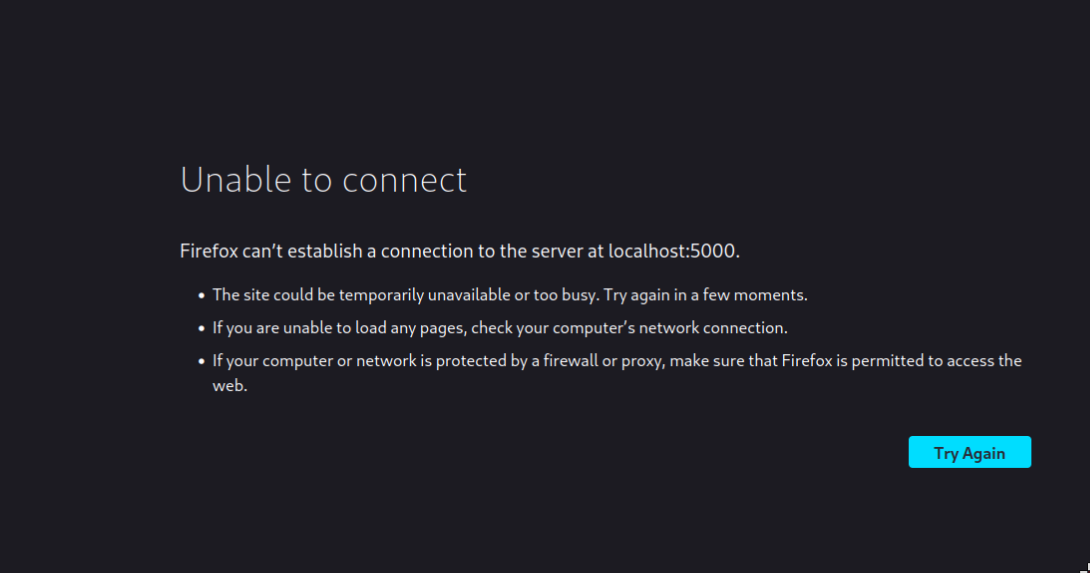 Unable to connect
Firefox can’t establish a connection to the server at localhost:5000.
• The site could be temporarily unavailable or too busy. Try again in a few moments.
• If you are unable to load any pages, check your computer’s network connection.
• If your computer or network is protected by a firewall or proxy, make sure that Firefox is permitted to access the
web.
Try Again